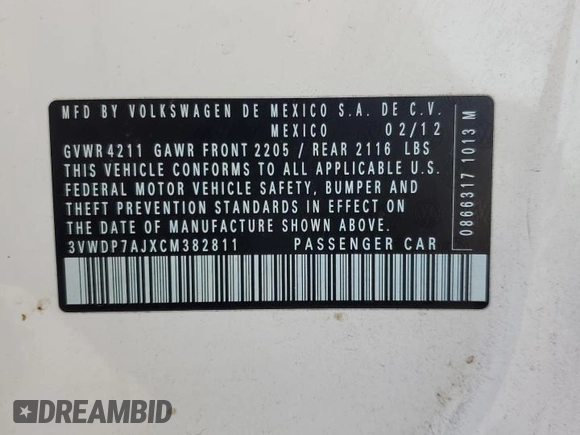 MFD BY VOLKSWAGEN DE MEXICO S.A. DE C.V.
MEXICO 02/12
GVWR 4211 GAWR FRONT 2205 / REAR 2116 LBS
THIS VEHICLE CONFORMS TO ALL APPLICABLE U.S.
FEDERAL MOTOR VEHICLE SAFETY, BUMPER AND
THEFT PREVENTION STANDARDS IN EFFECT ON
THE DATE OF MANUFACTURE SHOWN ABOVE.
3VWDP7AJXCM382811 PASSENGER CAR
0866317 1013 M
DREAMBID